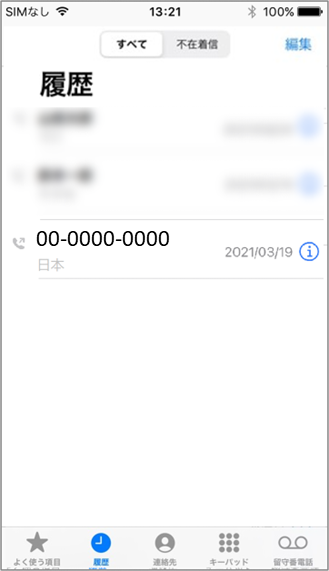 SIMなし 13:21 100%
すべて 不在着信 編集
履歴
00-0000-0000
2021/03/19
日本
よく使う項目 履歴 連絡先 キーパッド 留守番電話